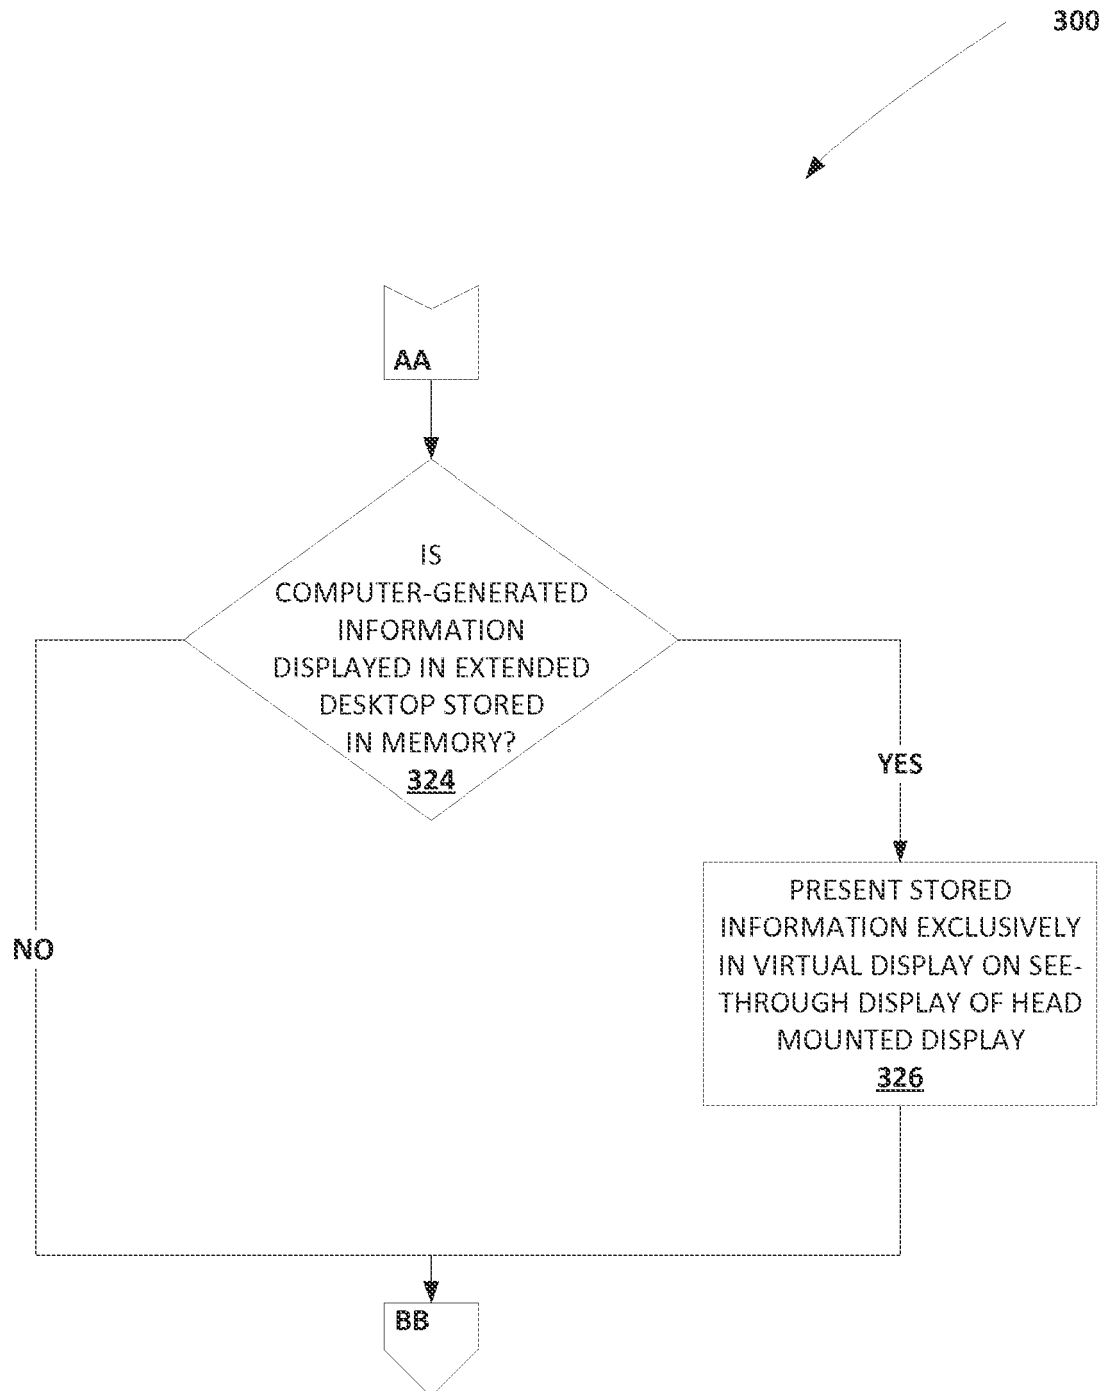 300
AA
IS
COMPUTER-GENERATED
INFORMATION
DISPLAYED IN EXTENDED
DESKTOP STORED
IN MEMORY?
324
YES
NO
PRESENT STORED
INFORMATION EXCLUSIVELY
IN VIRTUAL DISPLAY ON SEE-
THROUGH DISPLAY OF HEAD
MOUNTED DISPLAY
326
BB